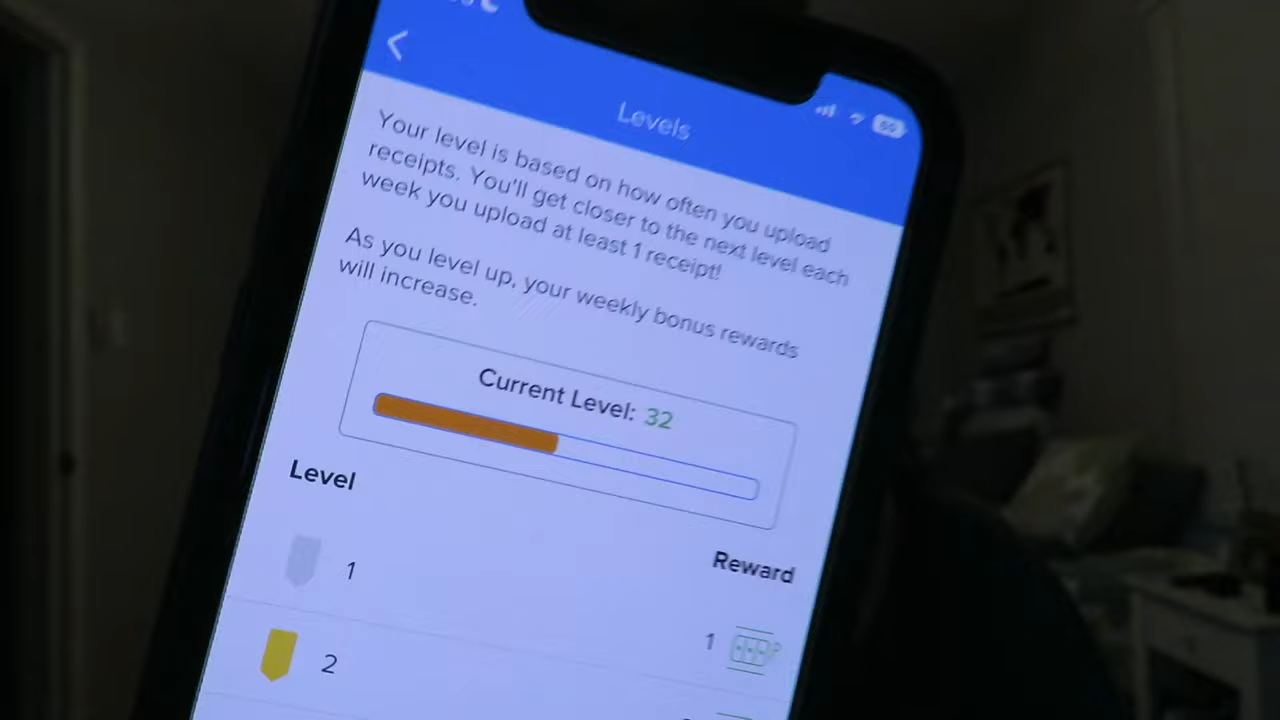 Levels
Your level is based on how often you upload
receipts. You'll get closer to the next level each
week you upload at least 1 receipt!
As you level up, your weekly bonus rewards
will increase.
Current Level: 32
Level
Reward
1
1
2